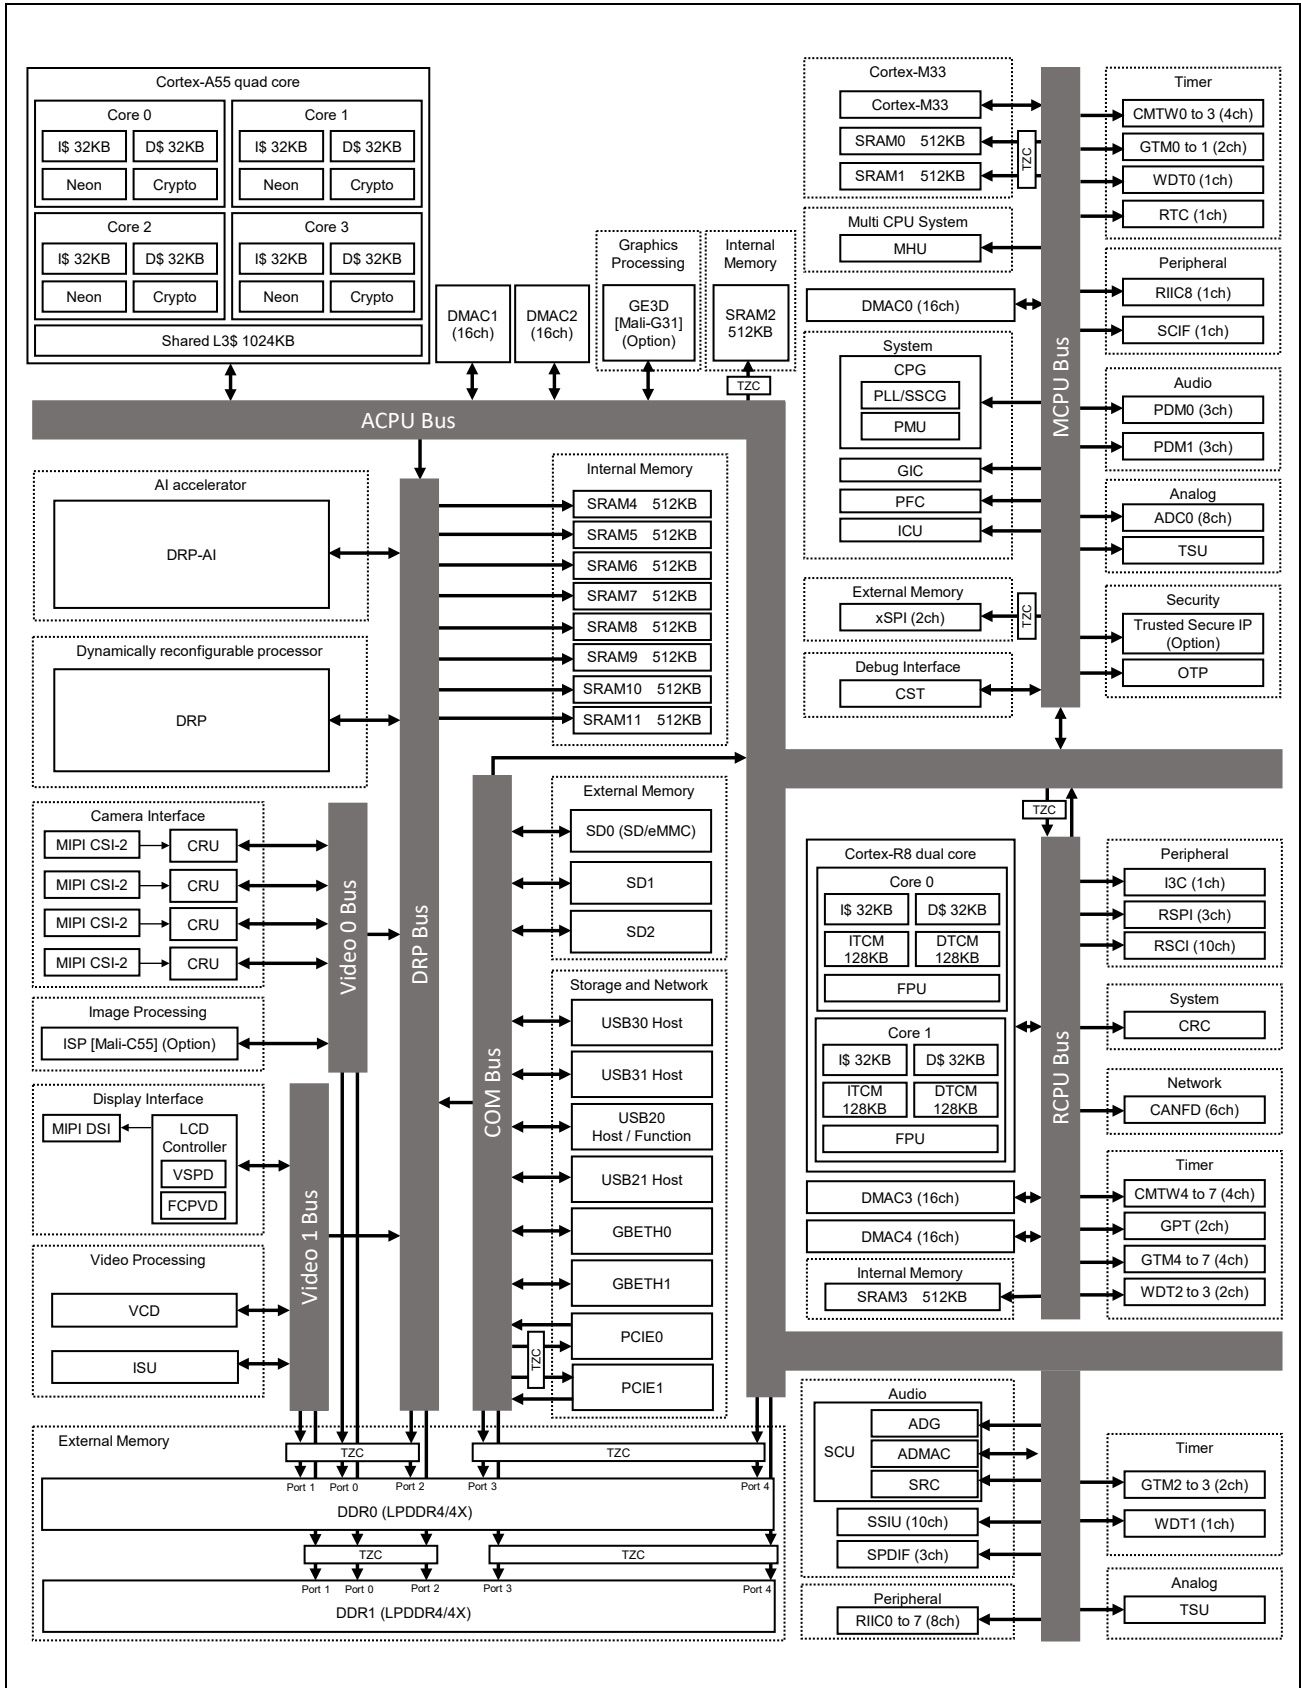 Cortex-A55 quad core
Core 0
I$ 32KB
D$ 32KB
Neon
Crypto
Core 1
I$ 32KB
D$ 32KB
Neon
Crypto
Core 2
I$ 32KB
D$ 32KB
Neon
Crypto
Core 3
I$ 32KB
D$ 32KB
Neon
Crypto
Shared L3$ 1024KB
DMAC1
(16ch)
DMAC2
(16ch)
Graphics
Processing
GE3D
[Mali-G31]
(Option)
Internal
Memory
SRAM2
512KB
TZC
ACPU Bus
AI accelerator
DRP-AI
Dynamically reconfigurable processor
DRP
DRP Bus
Internal Memory
SRAM4 512KB
SRAM5 512KB
SRAM6 512KB
SRAM7 512KB
SRAM8 512KB
SRAM9 512KB
SRAM10 512KB
SRAM11 512KB
Camera Interface
MIPI CSI-2
CRU
MIPI CSI-2
CRU
MIPI CSI-2
CRU
MIPI CSI-2
CRU
Image Processing
ISP [Mali-C55] (Option)
Video 0 Bus
Display Interface
MIPI DSI
LCD
Controller
VSPD
FCPVD
Video Processing
VCD
ISU
Video 1 Bus
COM Bus
External Memory
SD0 (SD/eMMC)
SD1
SD2
Storage and Network
USB30 Host
USB31 Host
USB20
Host / Function
USB21 Host
GBETH0
GBETH1
PCIE0
TZC
PCIE1
External Memory
TZC
TZC
Port 1
Port 0
Port 2
Port 3
Port 4
DDR0 (LPDDR4/4X)
TZC
TZC
Port 1
Port 0
Port 2
Port 3
Port 4
DDR1 (LPDDR4/4X)
Cortex-M33
Cortex-M33
SRAM0 512KB
SRAM1 512KB
TZC
Multi CPU System
MHU
DMAC0 (16ch)
System
CPG
PLL/SSCG
PMU
GIC
PFC
ICU
External Memory
xSPI (2ch)
TZC
Debug Interface
CST
MCPU Bus
Timer
CMTW0 to 3 (4ch)
GTM0 to 1 (2ch)
WDT0 (1ch)
RTC (1ch)
Peripheral
RIIC8 (1ch)
SCIF (1ch)
Audio
PDM0 (3ch)
PDM1 (3ch)
Analog
ADC0 (8ch)
TSU
Security
Trusted Secure IP
(Option)
OTP
TZC
Cortex-R8 dual core
Core 0
I$ 32KB
D$ 32KB
ITCM
128KB
DTCM
128KB
FPU
Core 1
I$ 32KB
D$ 32KB
ITCM
128KB
DTCM
128KB
FPU
DMAC3 (16ch)
DMAC4 (16ch)
Internal Memory
SRAM3 512KB
RCPU Bus
Peripheral
I3C (1ch)
RSPI (3ch)
RSCI (10ch)
System
CRC
Network
CANFD (6ch)
Timer
CMTW4 to 7 (4ch)
GPT (2ch)
GTM4 to 7 (4ch)
WDT2 to 3 (2ch)
Audio
SCU
ADG
ADMAC
SRC
SSIU (10ch)
SPDIF (3ch)
Peripheral
RIIC0 to 7 (8ch)
Timer
GTM2 to 3 (2ch)
WDT1 (1ch)
Analog
TSU